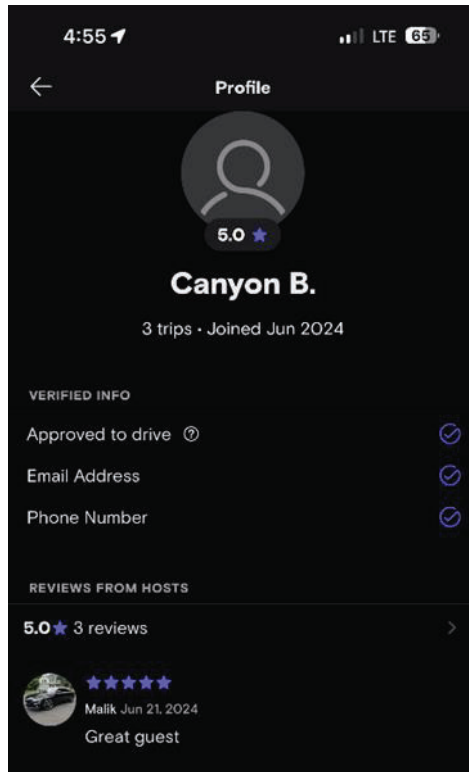 4:55 LTE 65
Profile
5.0
Canyon B.
3 trips · Joined Jun 2024
VERIFIED INFO
Approved to drive ?
Email Address
Phone Number
REVIEWS FROM HOSTS
5.0★ 3 reviews
Malik Jun 21, 2024
Great guest